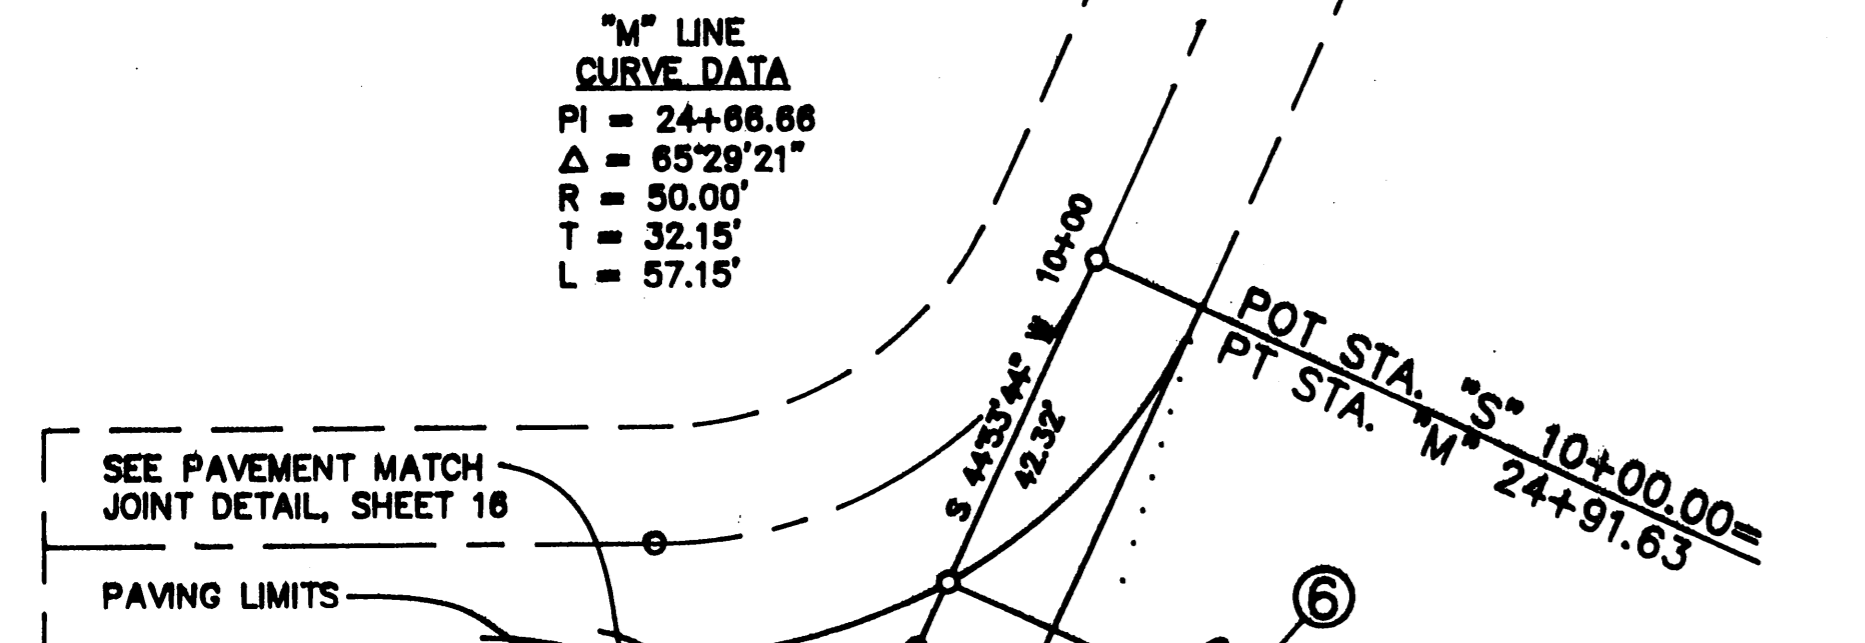 "M" LINE
CURVE DATA
PI = 24+66.66
Δ = 65°29'21"
R = 50.00'
T = 32.15'
L = 57.15'
10+00
S 44°33'44" W
42.32'
POT STA. "S" 10+00.00=
PT STA. "M" 24+91.63
SEE PAVEMENT MATCH
JOINT DETAIL, SHEET 16
PAVING LIMITS
6